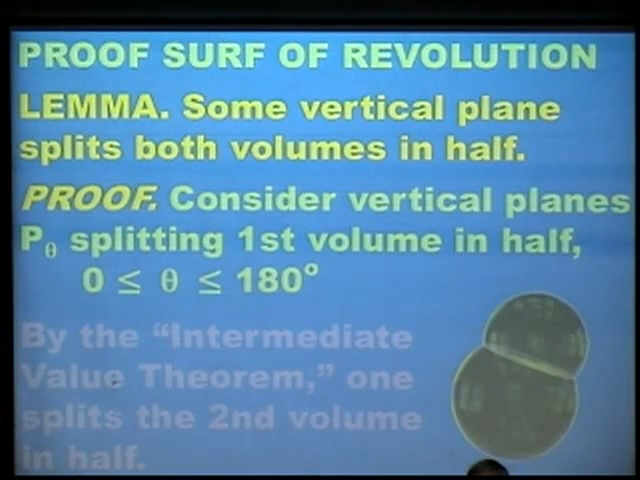 PROOF SURF OF REVOLUTION
LEMMA. Some vertical plane
splits both volumes in half.
PROOF. Consider vertical planes
Pθ splitting 1st volume in half,
0 ≤ θ ≤ 180°
By the “Intermediate
Value Theorem,” one
splits the 2nd volume
in half.